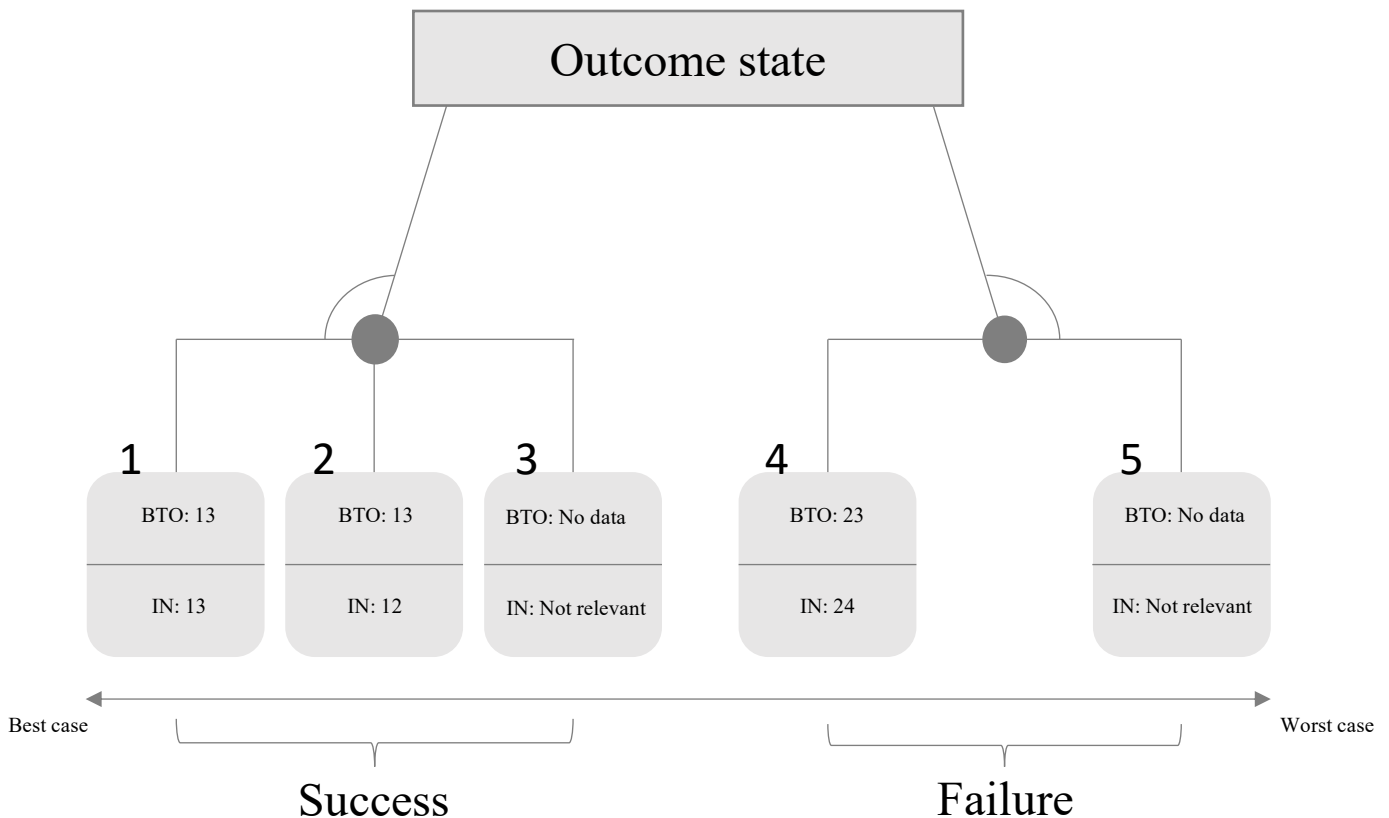 Outcome state
1
2
3
4
5
BTO: 13
BTO: 13
BTO: No data
BTO: 23
BTO: No data
IN: 13
IN: 12
IN: Not relevant
IN: 24
IN: Not relevant
Best case
Worst case
Success
Failure